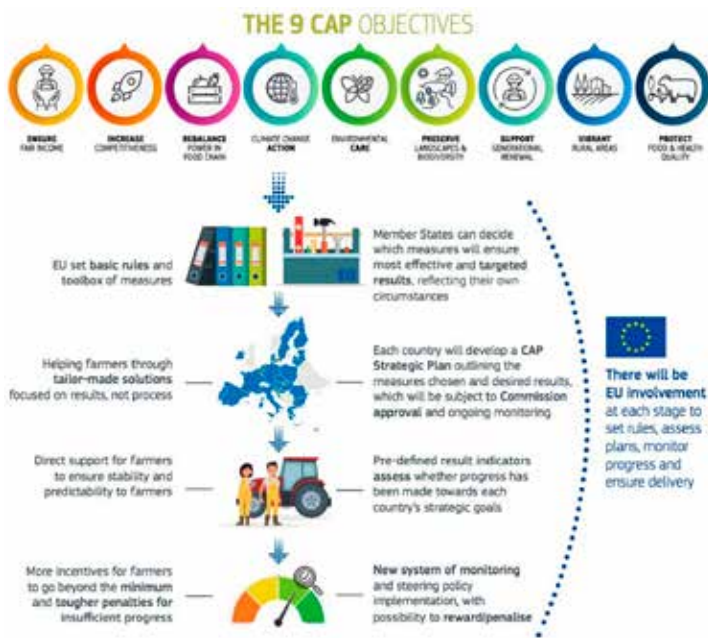 THE 9 CAP OBJECTIVES
ENSURE
FAIR INCOME
INCREASE
COMPETITIVENESS
REBALANCE
POWER IN
FOOD CHAIN
CLIMATE CHANGE
ACTION
ENVIRONMENTAL
CARE
PRESERVE
LANDSCAPES &
BIODIVERSITY
SUPPORT
GENERATIONAL
RENEWAL
VIBRANT
RURAL AREAS
PROTECT
FOOD & HEALTH
QUALITY
EU set basic rules and
toolbox of measures
EU
Member States can decide
which measures will ensure
most effective and targeted
results, reflecting their own
circumstances
Helping farmers through
tailor-made solutions
focused on results, not process
Each country will develop a CAP
Strategic Plan outlining the
measures chosen and desired results,
which will be subject to Commission
approval and ongoing monitoring
Direct support for farmers
to ensure stability and
predictability to farmers
Pre-defined result indicators
assess whether progress has
been made towards each
country's strategic goals
More incentives for farmers
to go beyond the minimum
and tougher penalties for
insufficient progress
New system of monitoring
and steering policy
implementation, with
possibility to reward/penalise
There will be
EU involvement
at each stage to
set rules, assess
plans, monitor
progress and
ensure delivery